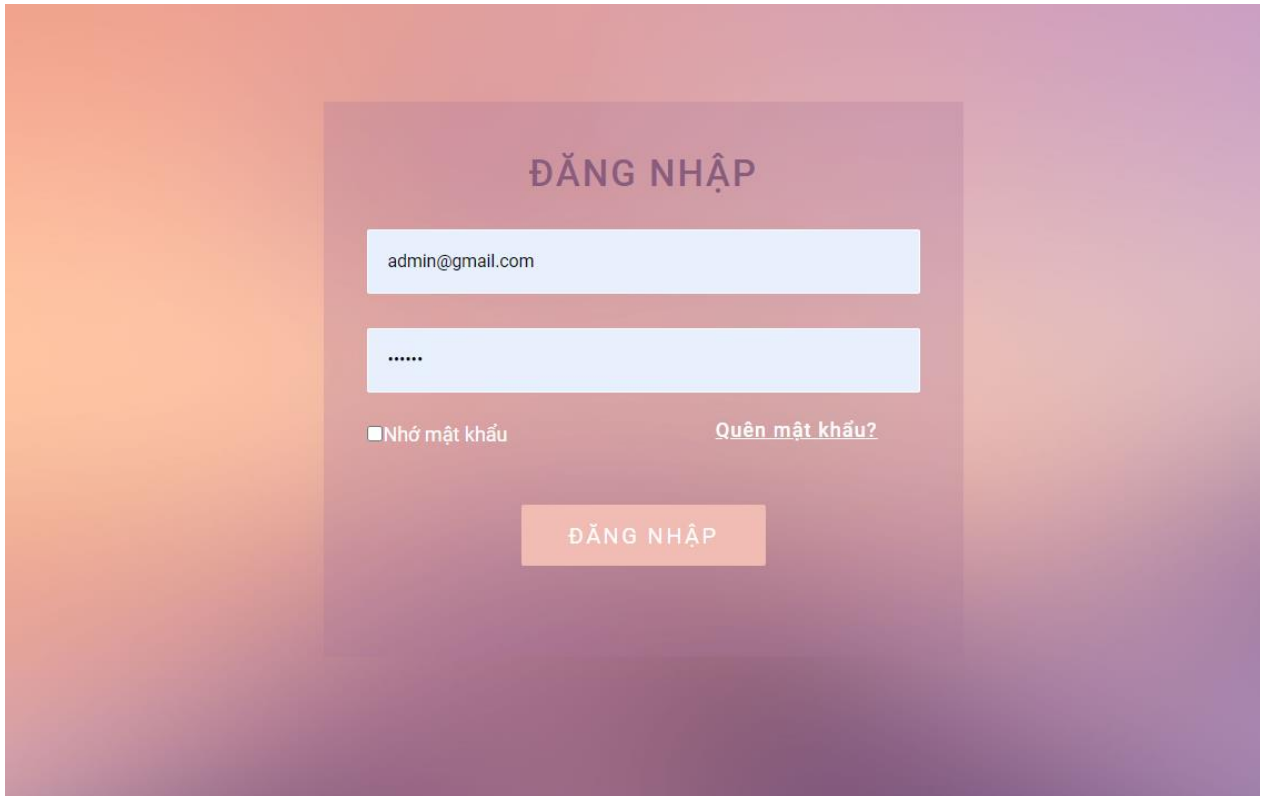 ĐĂNG NHẬP
admin@gmail.com
••••••
Nhớ mật khẩu
Quên mật khẩu?
ĐĂNG NHẬP